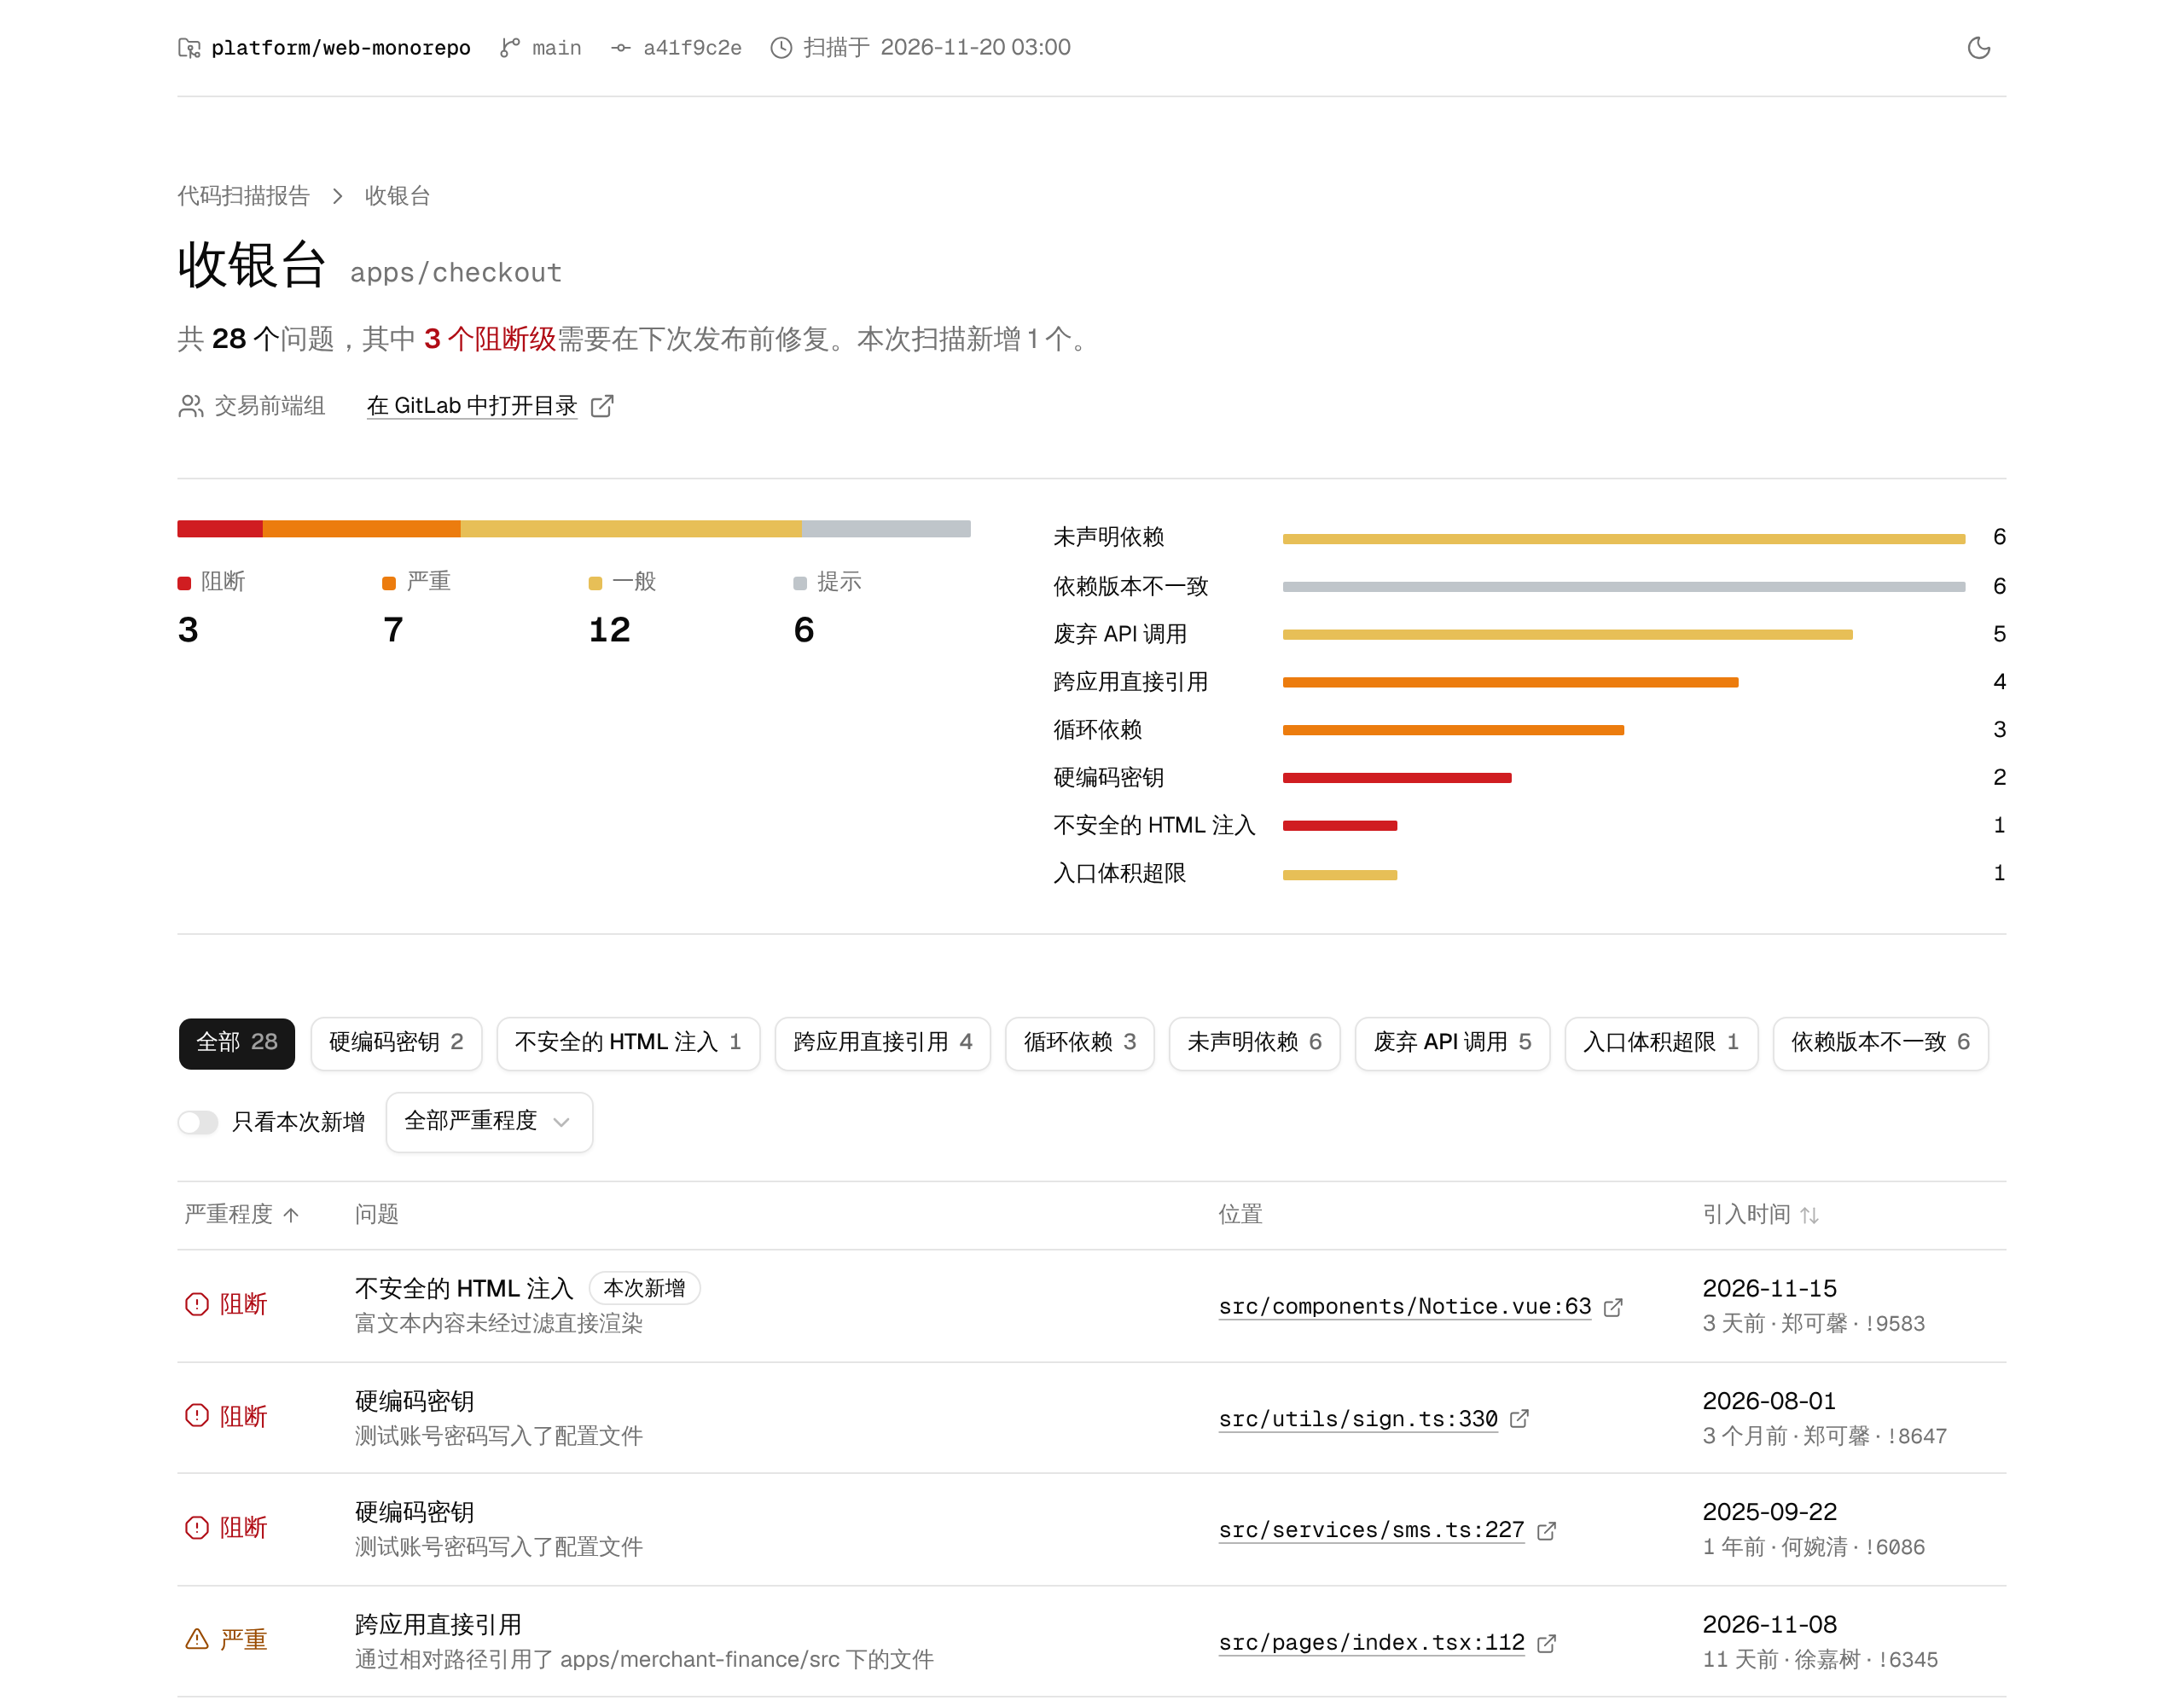 platform/web-monorepo main a41f9c2e 扫描于 2026-11-20 03:00
代码扫描报告 > 收银台
收银台 apps/checkout
共 28 个问题，其中 3 个阻断级需要在下次发布前修复。本次扫描新增 1 个。
交易前端组 在 GitLab 中打开目录
阻断 严重 一般 提示
3 7 12 6
未声明依赖 6
依赖版本不一致 6
废弃 API 调用 5
跨应用直接引用 4
循环依赖 3
硬编码密钥 2
不安全的 HTML 注入 1
入口体积超限 1
全部 28 硬编码密钥 2 不安全的 HTML 注入 1 跨应用直接引用 4 循环依赖 3 未声明依赖 6 废弃 API 调用 5 入口体积超限 1 依赖版本不一致 6
只看本次新增 全部严重程度
严重程度 问题 位置 引入时间
阻断 不安全的 HTML 注入 本次新增 src/components/Notice.vue:63 2026-11-15
富文本内容未经过滤直接渲染 3 天前 · 郑可馨 · !9583
阻断 硬编码密钥 src/utils/sign.ts:330 2026-08-01
测试账号密码写入了配置文件 3 个月前 · 郑可馨 · !8647
阻断 硬编码密钥 src/services/sms.ts:227 2025-09-22
测试账号密码写入了配置文件 1 年前 · 何婉清 · !6086
严重 跨应用直接引用 src/pages/index.tsx:112 2026-11-08
通过相对路径引用了 apps/merchant-finance/src 下的文件 11 天前 · 徐嘉树 · !6345